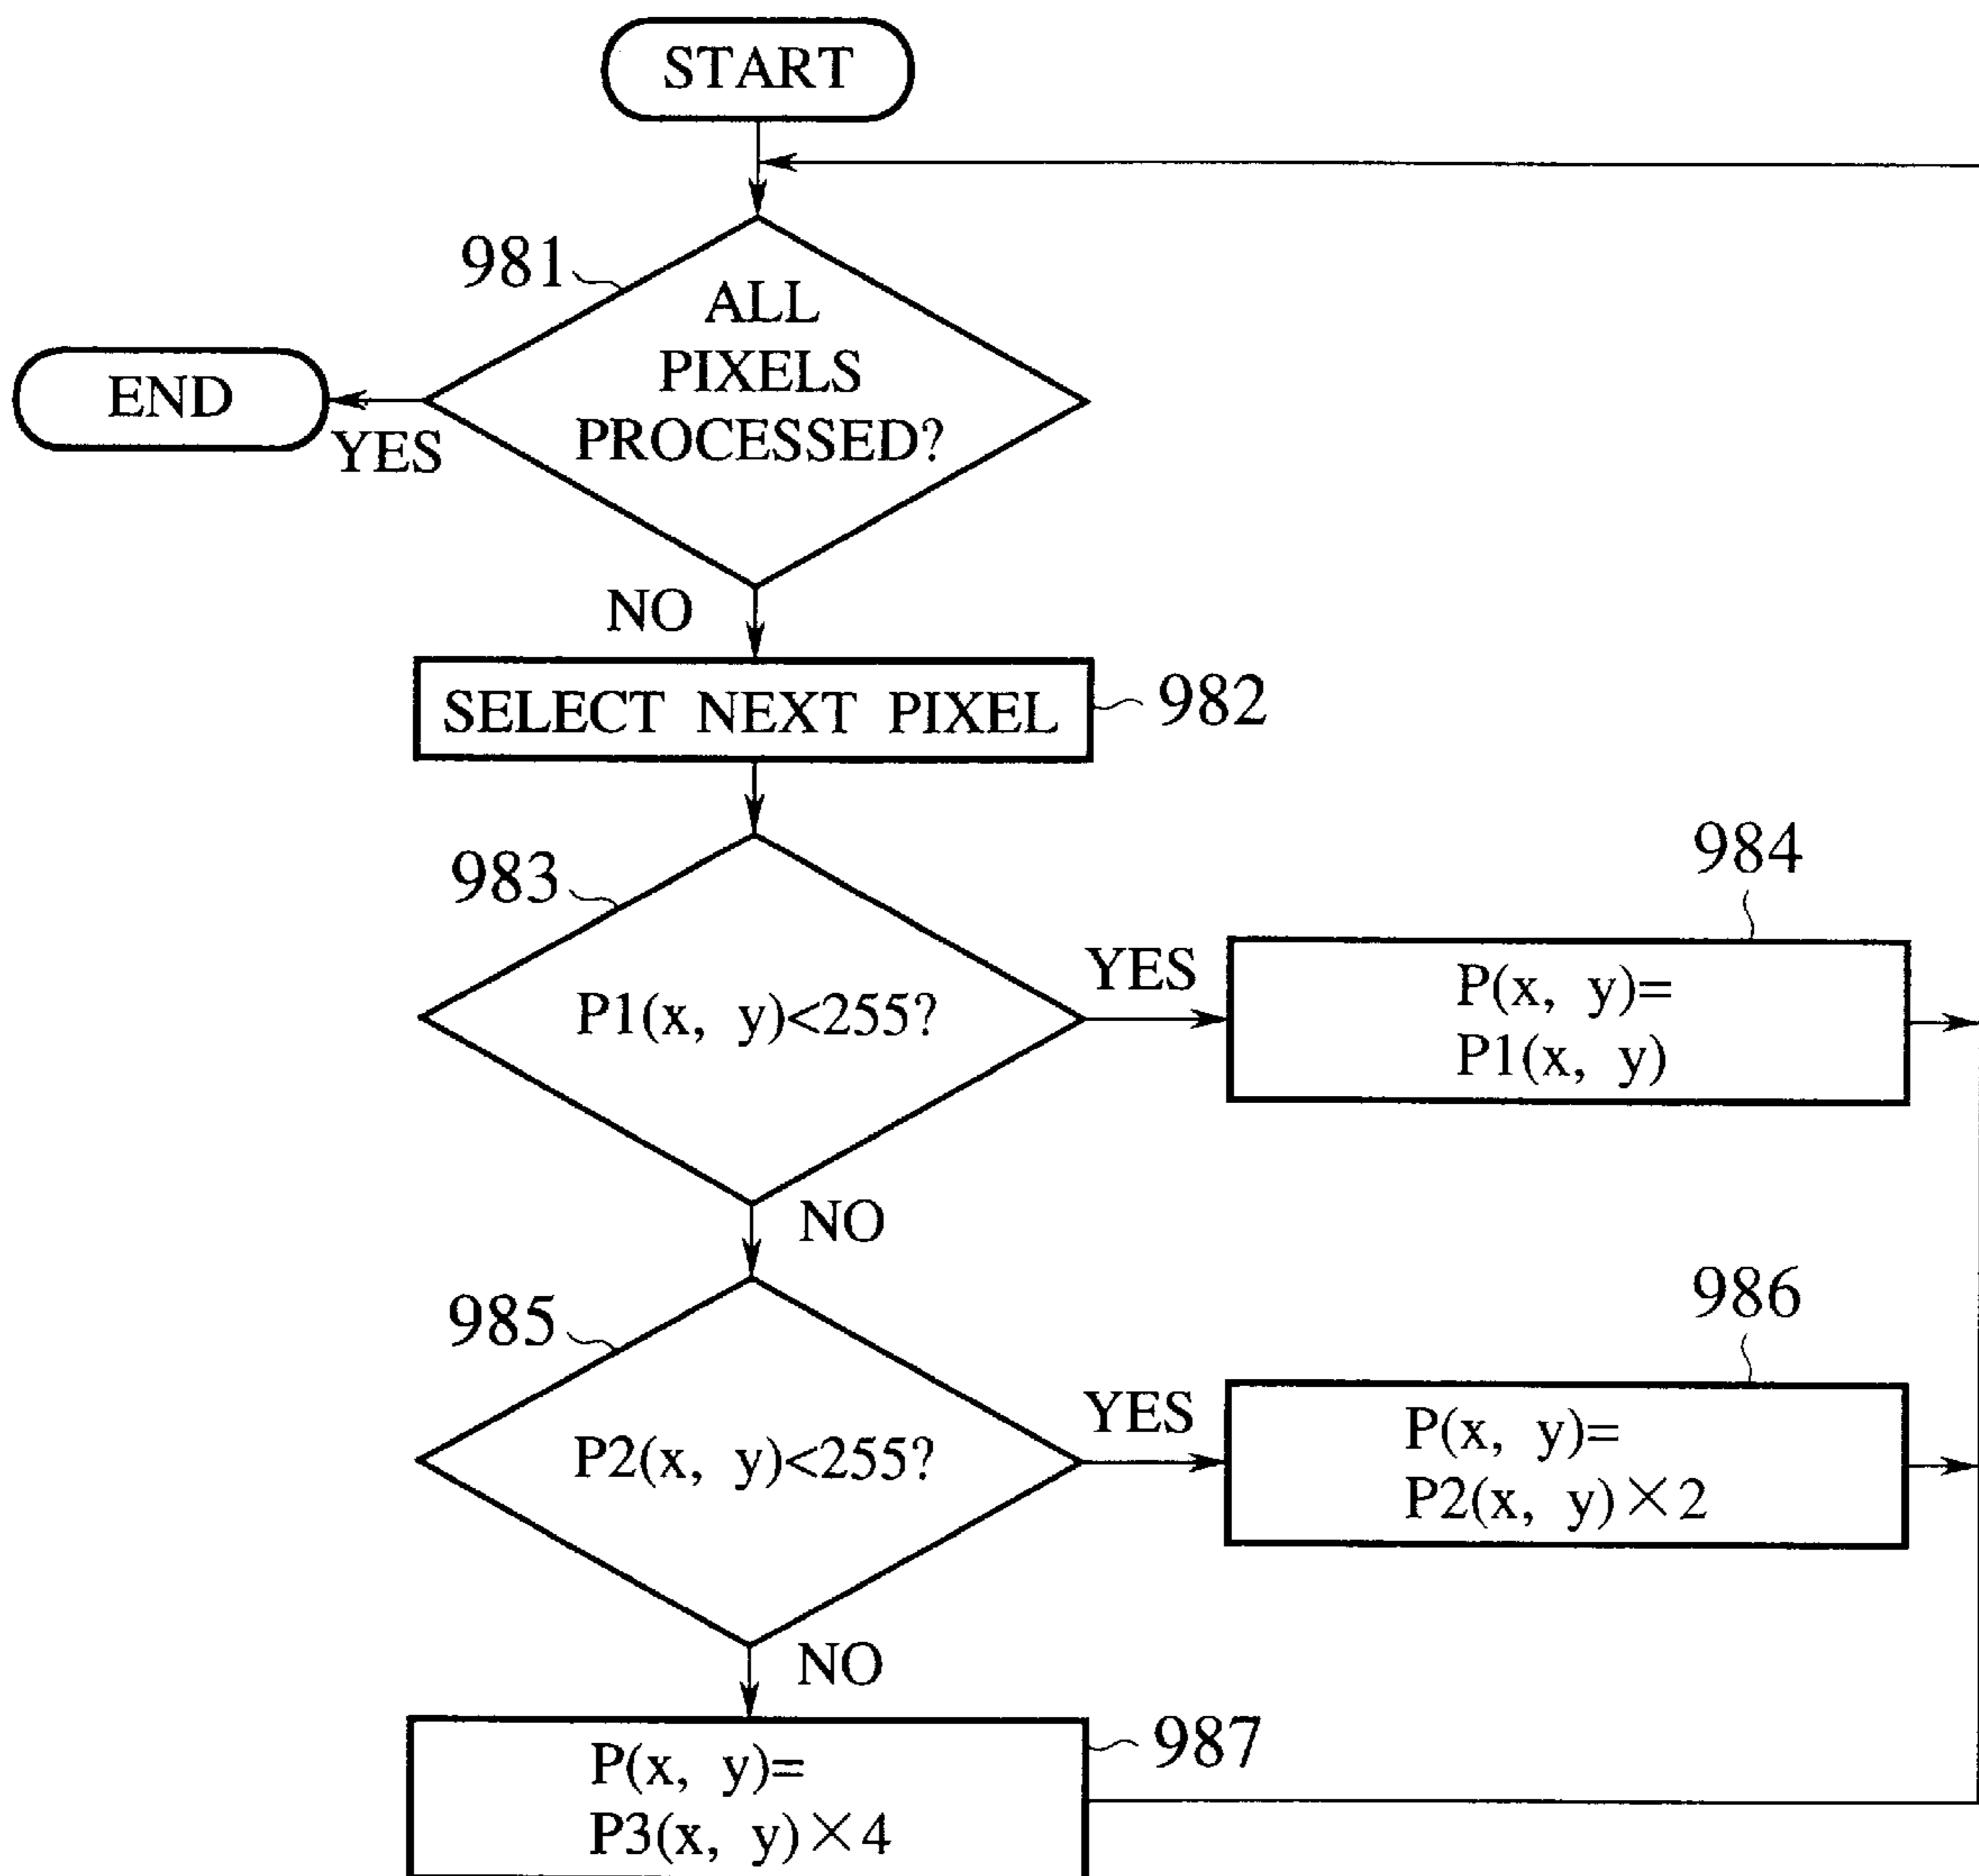 START
981
ALL
PIXELS
PROCESSED?
END
YES
NO
SELECT NEXT PIXEL
982
983
P1(x, y)<255?
YES
984
P(x, y)=
P1(x, y)
NO
985
P2(x, y)<255?
YES
986
P(x, y)=
P2(x, y)×2
NO
987
P(x, y)=
P3(x, y)×4